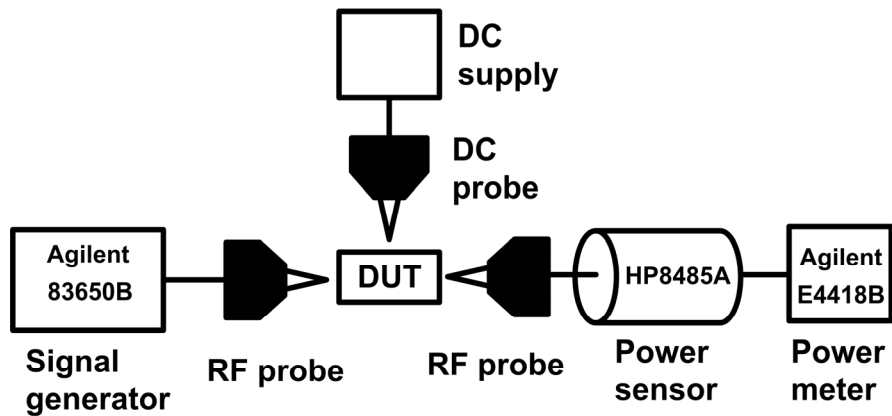 DC
supply
DC
probe
Agilent
83650B
DUT
HP8485A
Agilent
E4418B
Signal
generator
RF probe
RF probe
Power
sensor
Power
meter